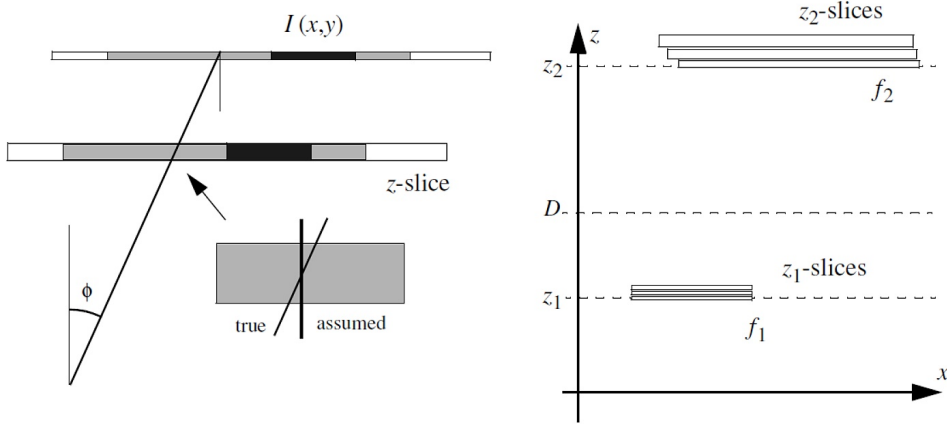 I (x,y)
z-slice
ϕ
true
assumed
z₂-slices
z
z₂
f₂
D
z₁-slices
z₁
f₁
x